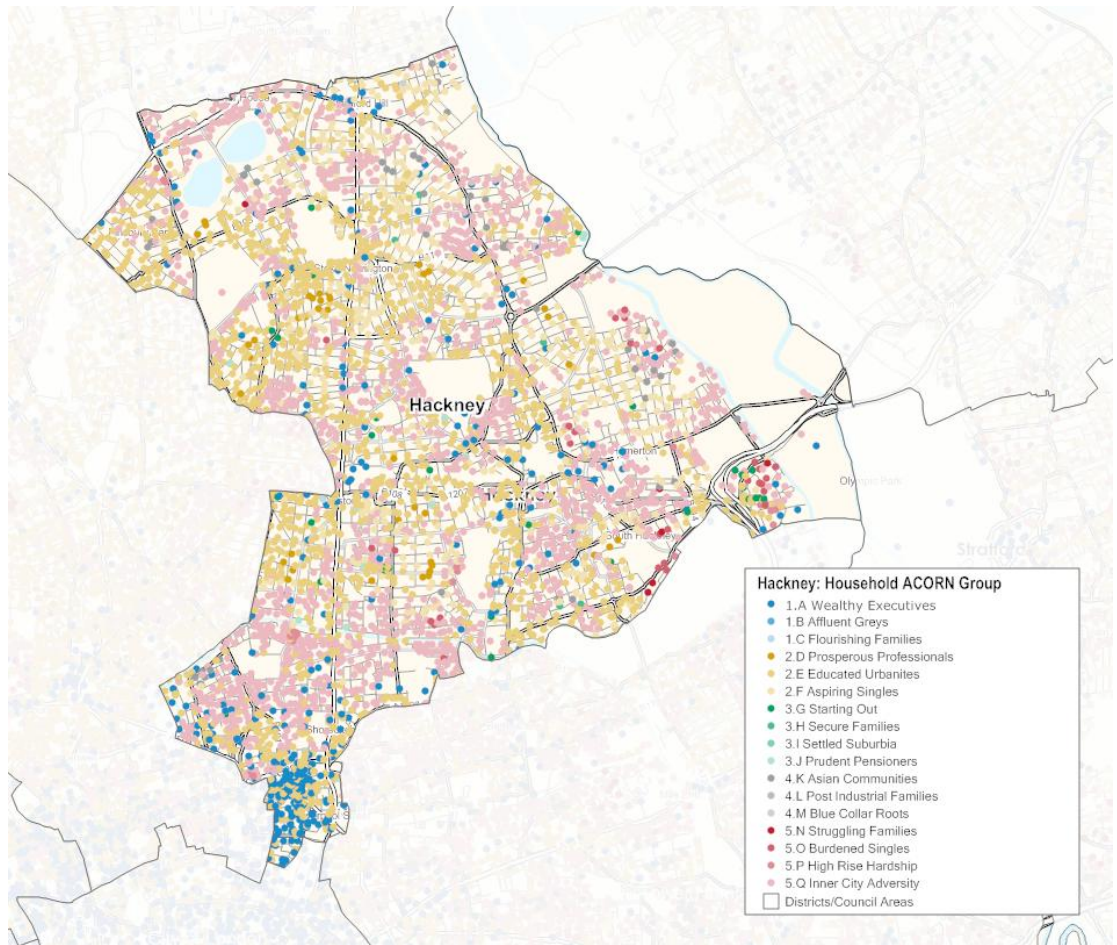 Hackney
Stratford
Hackney: Household ACORN Group
1.A Wealthy Executives
1.B Affluent Greys
1.C Flourishing Families
2.D Prosperous Professionals
2.E Educated Urbanites
2.F Aspiring Singles
3.G Starting Out
3.H Secure Families
3.I Settled Suburbia
3.J Prudent Pensioners
4.K Asian Communities
4.L Post Industrial Families
4.M Blue Collar Roots
5.N Struggling Families
5.O Burdened Singles
5.P High Rise Hardship
5.Q Inner City Adversity
Districts/Council Areas